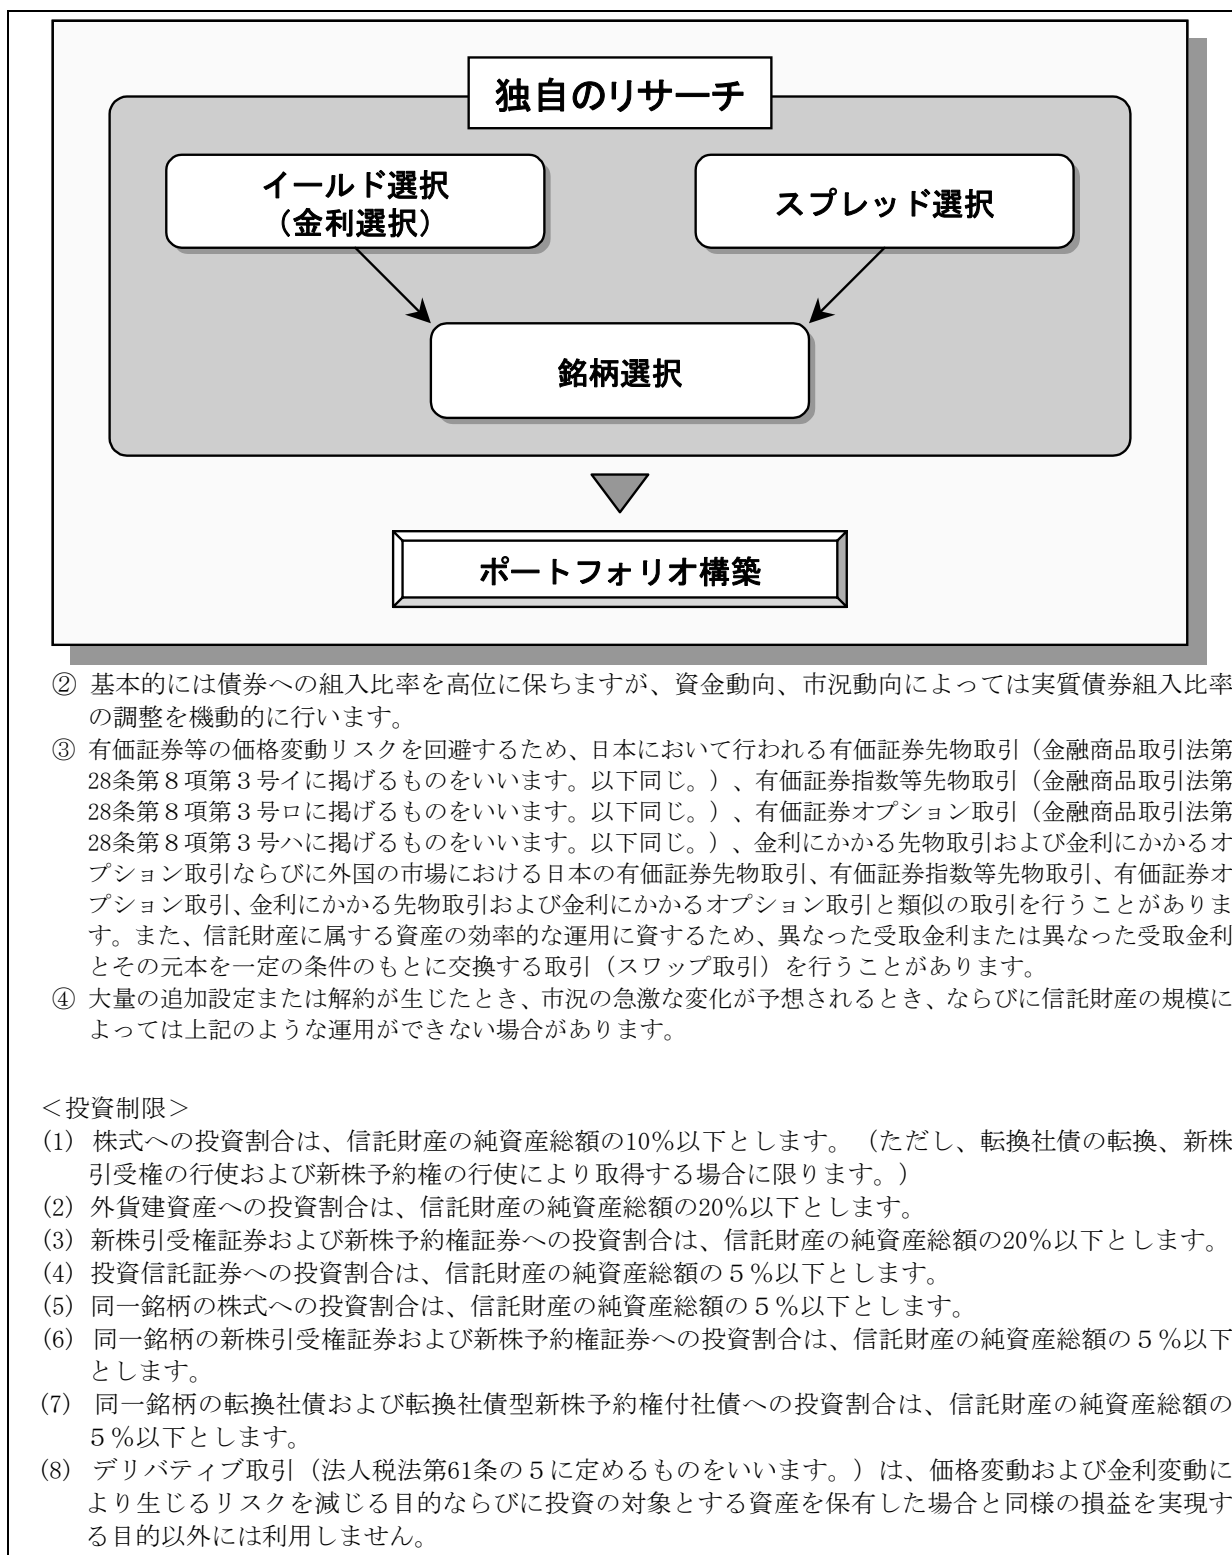 独自のリサーチ
イールド選択
（金利選択）
スプレッド選択
銘柄選択
ポートフォリオ構築
② 基本的には債券への組入比率を高位に保ちますが、資金動向、市況動向によっては実質債券組入比率
の調整を機動的に行います。
③ 有価証券等の価格変動リスクを回避するため、日本において行われる有価証券先物取引（金融商品取引法第
28条第８項第３号イに掲げるものをいいます。以下同じ。）、有価証券指数等先物取引（金融商品取引法第
28条第８項第３号ロに掲げるものをいいます。以下同じ。）、有価証券オプション取引（金融商品取引法第
28条第８項第３号ハに掲げるものをいいます。以下同じ。）、金利にかかる先物取引および金利にかかるオ
プション取引ならびに外国の市場における日本の有価証券先物取引、有価証券指数等先物取引、有価証券オ
プション取引、金利にかかる先物取引および金利にかかるオプション取引と類似の取引を行うことがありま
す。また、信託財産に属する資産の効率的な運用に資するため、異なった受取金利または異なった受取金利
とその元本を一定の条件のもとに交換する取引（スワップ取引）を行うことがあります。
④ 大量の追加設定または解約が生じたとき、市況の急激な変化が予想されるとき、ならびに信託財産の規模に
よっては上記のような運用ができない場合があります。
＜投資制限＞
(1) 株式への投資割合は、信託財産の純資産総額の10％以下とします。（ただし、転換社債の転換、新株
引受権の行使および新株予約権の行使により取得する場合に限ります。）
(2) 外貨建資産への投資割合は、信託財産の純資産総額の20％以下とします。
(3) 新株引受権証券および新株予約権証券への投資割合は、信託財産の純資産総額の20％以下とします。
(4) 投資信託証券への投資割合は、信託財産の純資産総額の５％以下とします。
(5) 同一銘柄の株式への投資割合は、信託財産の純資産総額の５％以下とします。
(6) 同一銘柄の新株引受権証券および新株予約権証券への投資割合は、信託財産の純資産総額の５％以下
とします。
(7) 同一銘柄の転換社債および転換社債型新株予約権付社債への投資割合は、信託財産の純資産総額の
５％以下とします。
(8) デリバティブ取引（法人税法第61条の５に定めるものをいいます。）は、価格変動および金利変動に
より生じるリスクを減じる目的ならびに投資の対象とする資産を保有した場合と同様の損益を実現す
る目的以外には利用しません。